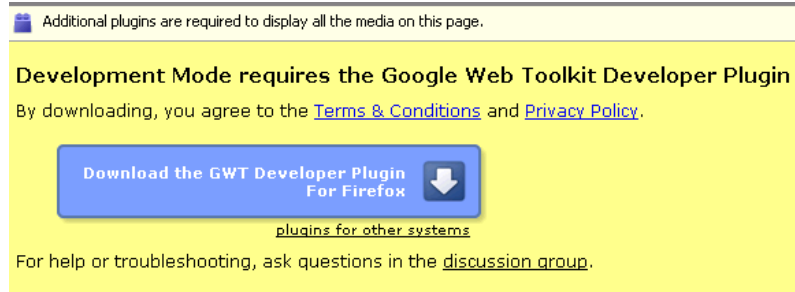 Additional plugins are required to display all the media on this page.
Development Mode requires the Google Web Toolkit Developer Plugin
By downloading, you agree to the Terms & Conditions and Privacy Policy.
Download the GWT Developer Plugin
For Firefox
plugins for other systems
For help or troubleshooting, ask questions in the discussion group.